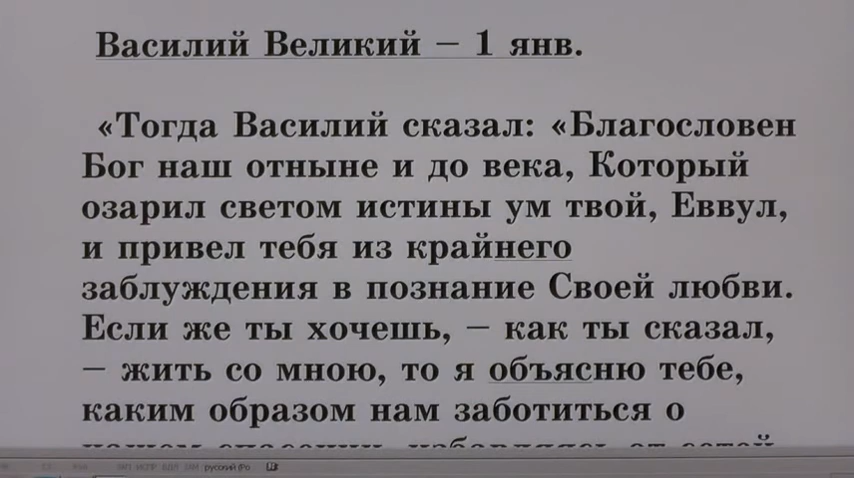 Василий Великий – 1 янв.
«Тогда Василий сказал: «Благословен
Бог наш отныне и до века, Который
озарил светом истины ум твой, Еввул,
и привел тебя из крайнего
заблуждения в познание Своей любви.
Если же ты хочешь, – как ты сказал,
– жить со мною, то я объясню тебе,
каким образом нам заботиться о
русский (Ро